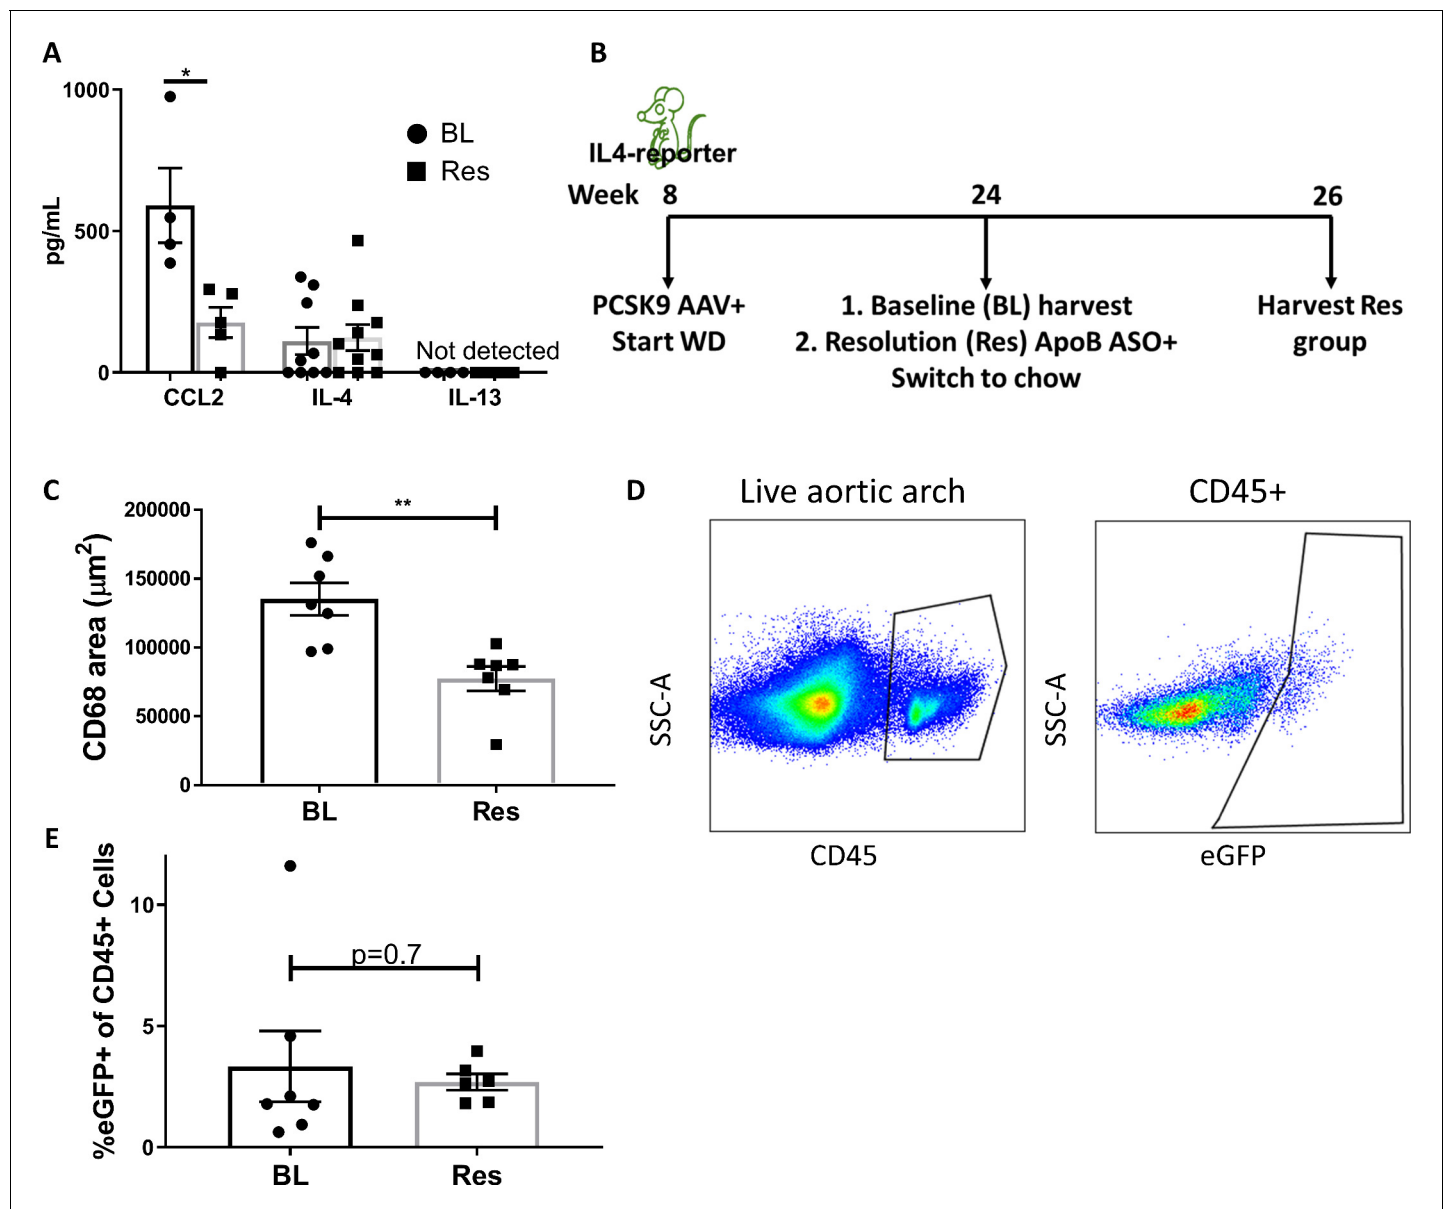 A
*
1000
500
0
pg/mL
BL
Res
Not detected
CCL2
IL-4
IL-13
B
IL4-reporter
Week 8 24 26
PCSK9 AAV+
Start WD
1. Baseline (BL) harvest
2. Resolution (Res) ApoB ASO+
Switch to chow
Harvest Res
group
C
**
200000
150000
100000
50000
0
CD68 area (μm2)
BL
Res
D
Live aortic arch
SSC-A
CD45
CD45+
SSC-A
eGFP
E
10
5
0
%eGFP+ of CD45+ Cells
p=0.7
BL
Res